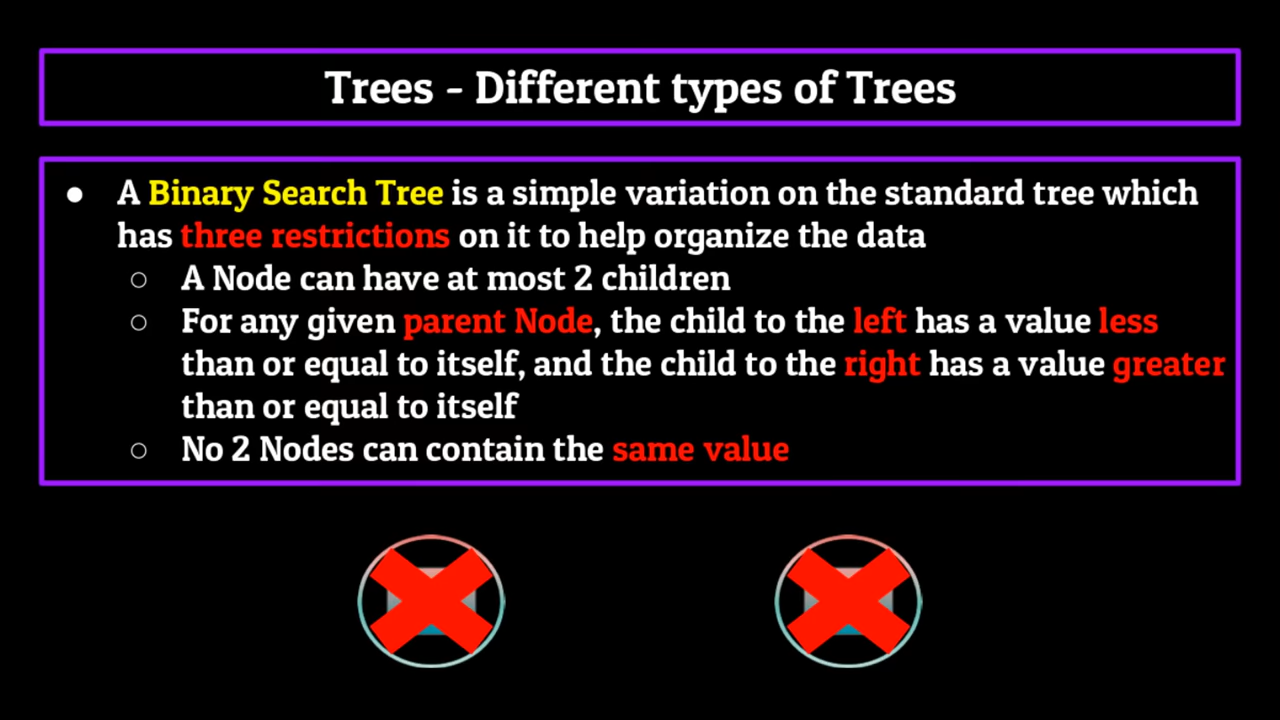 Trees - Different types of Trees
● A Binary Search Tree is a simple variation on the standard tree which
has three restrictions on it to help organize the data
○ A Node can have at most 2 children
○ For any given parent Node, the child to the left has a value less
than or equal to itself, and the child to the right has a value greater
than or equal to itself
○ No 2 Nodes can contain the same value